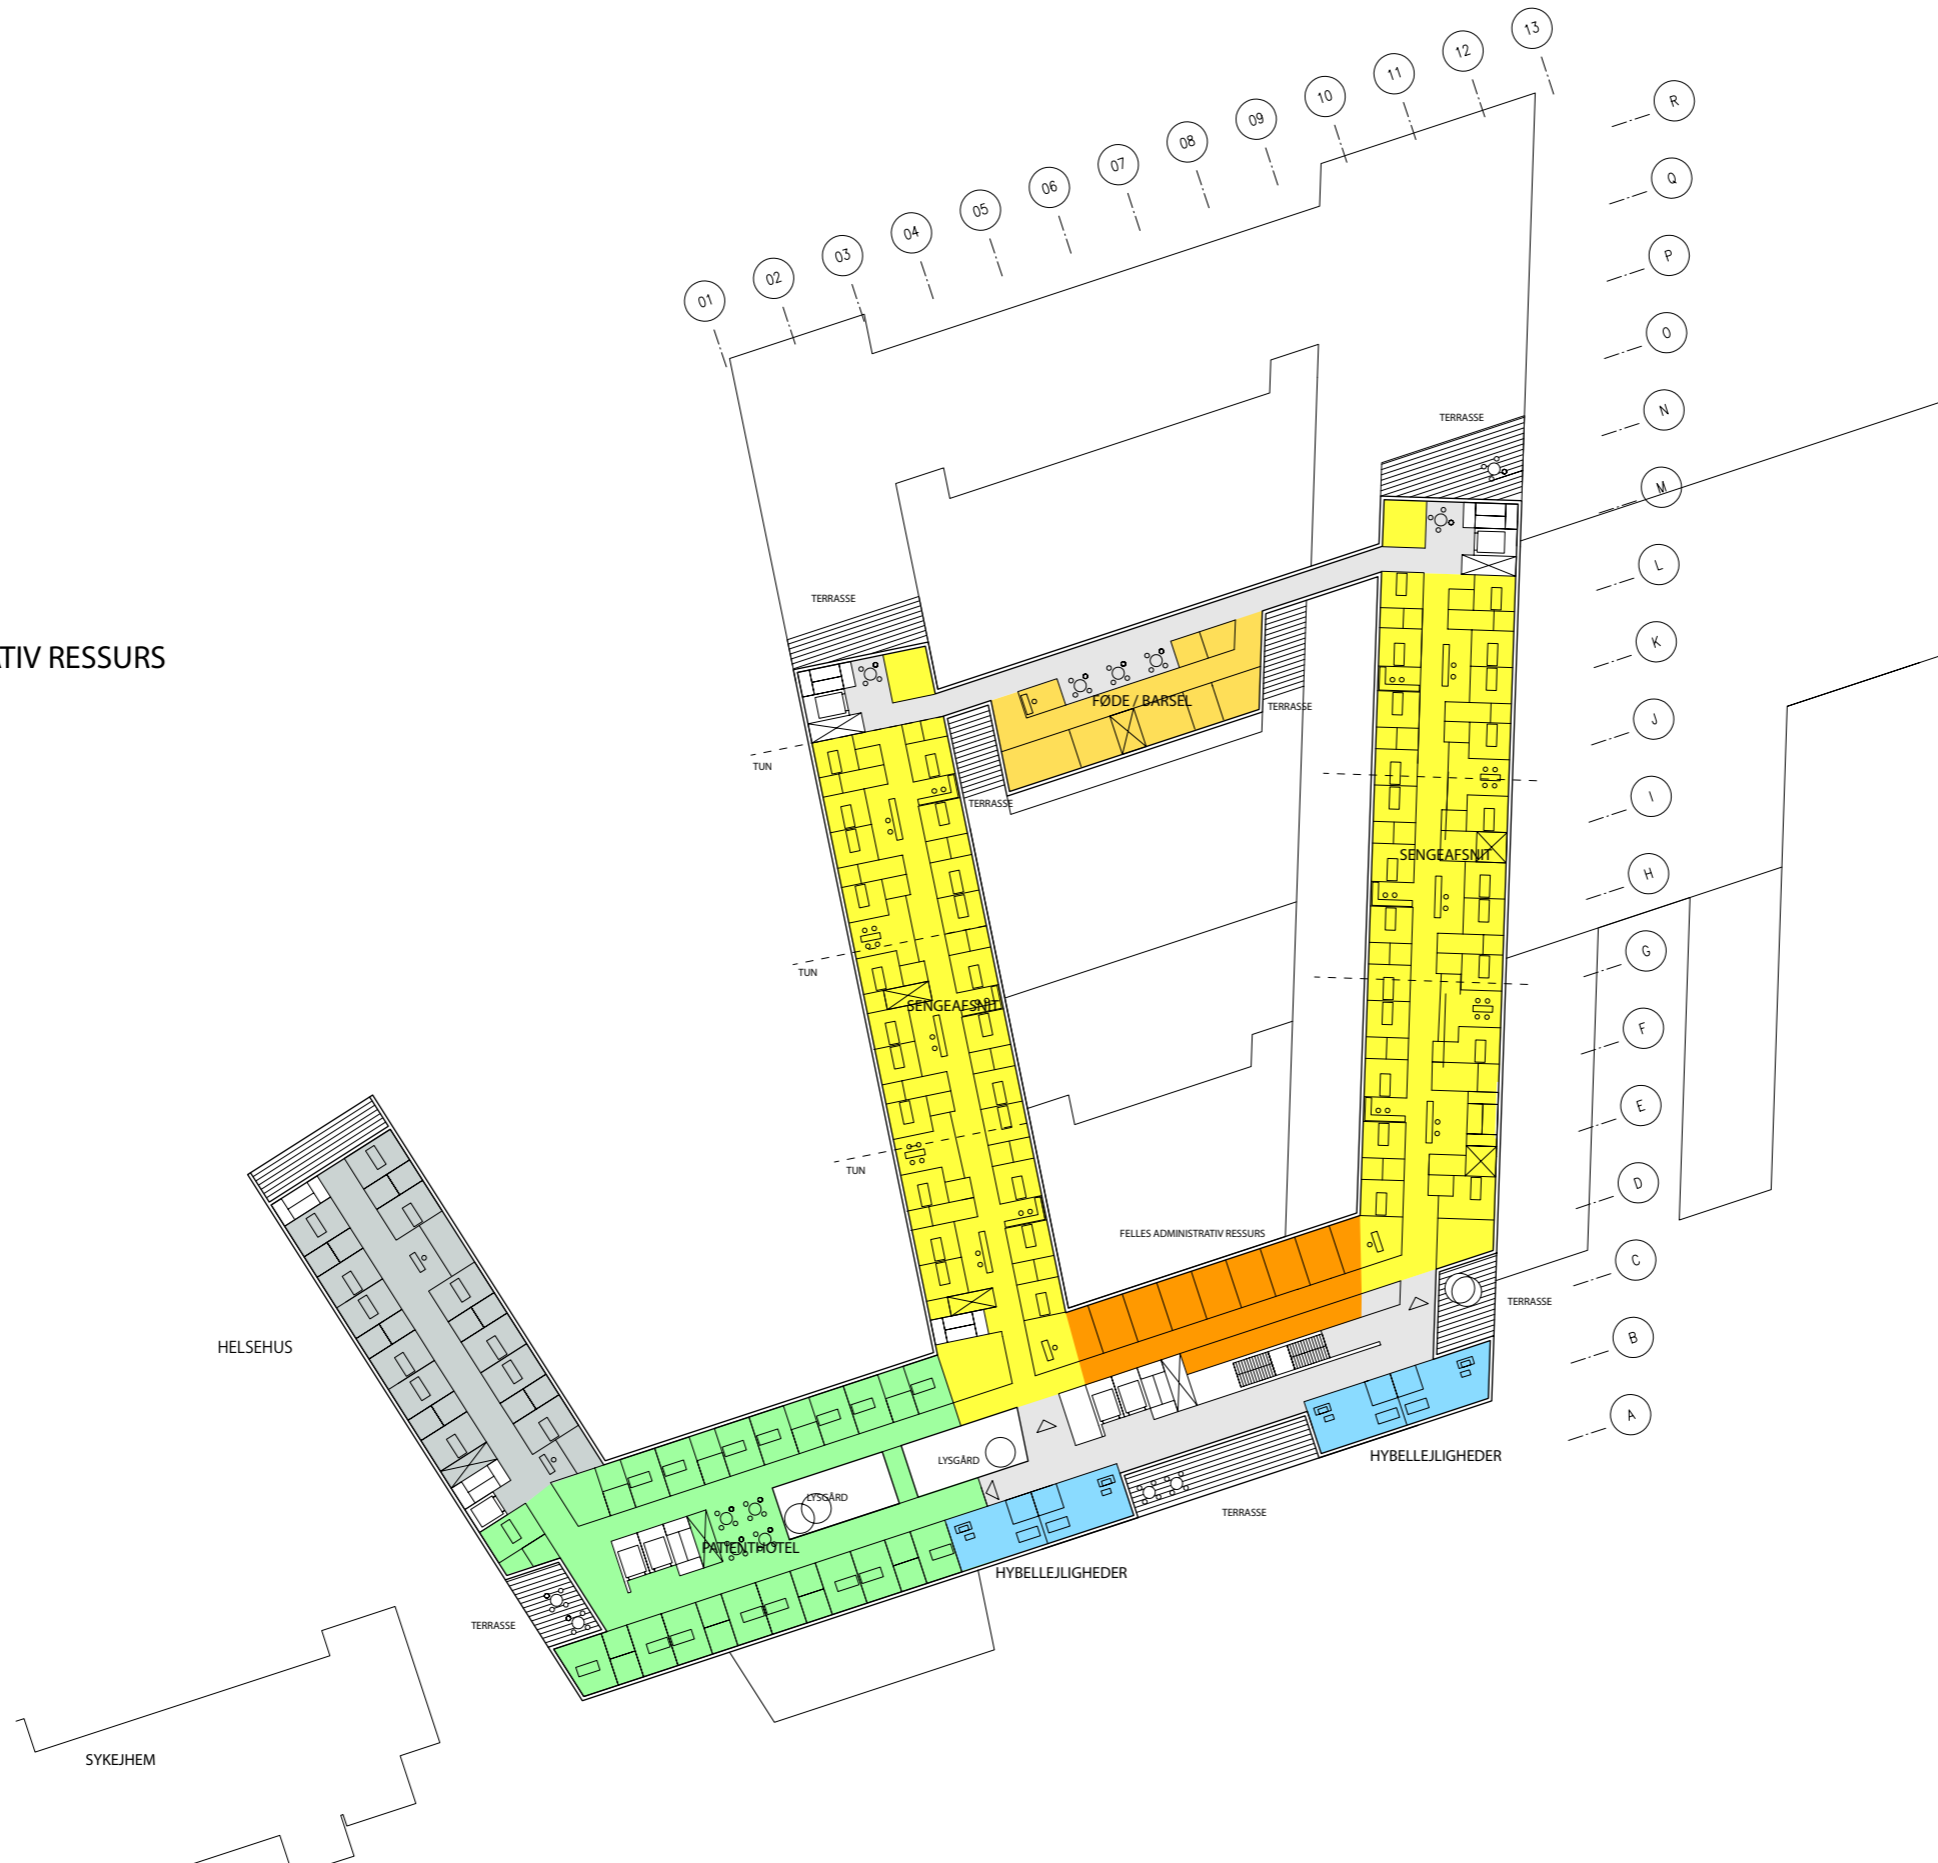 13
12
11
10
09
08
07
06
05
04
03
02
01
R
Q
P
O
N
M
L
K
J
I
H
G
F
E
D
C
B
A
TERRASSE
TERRASSE
ATIV RESSURS
FØDE / BARSEL
TERRASSE
TUN
TERRASSE
SENGEAFSNIT
TUN
SENGEAFSNIT
TUN
FELLES ADMINISTRATIV RESSURS
TERRASSE
HELSEHUS
LYSGÅRD
HYBELLEJLIGHEDER
LYSGÅRD
TERRASSE
PATIENTHOTEL
HYBELLEJLIGHEDER
TERRASSE
SYKEJHEM